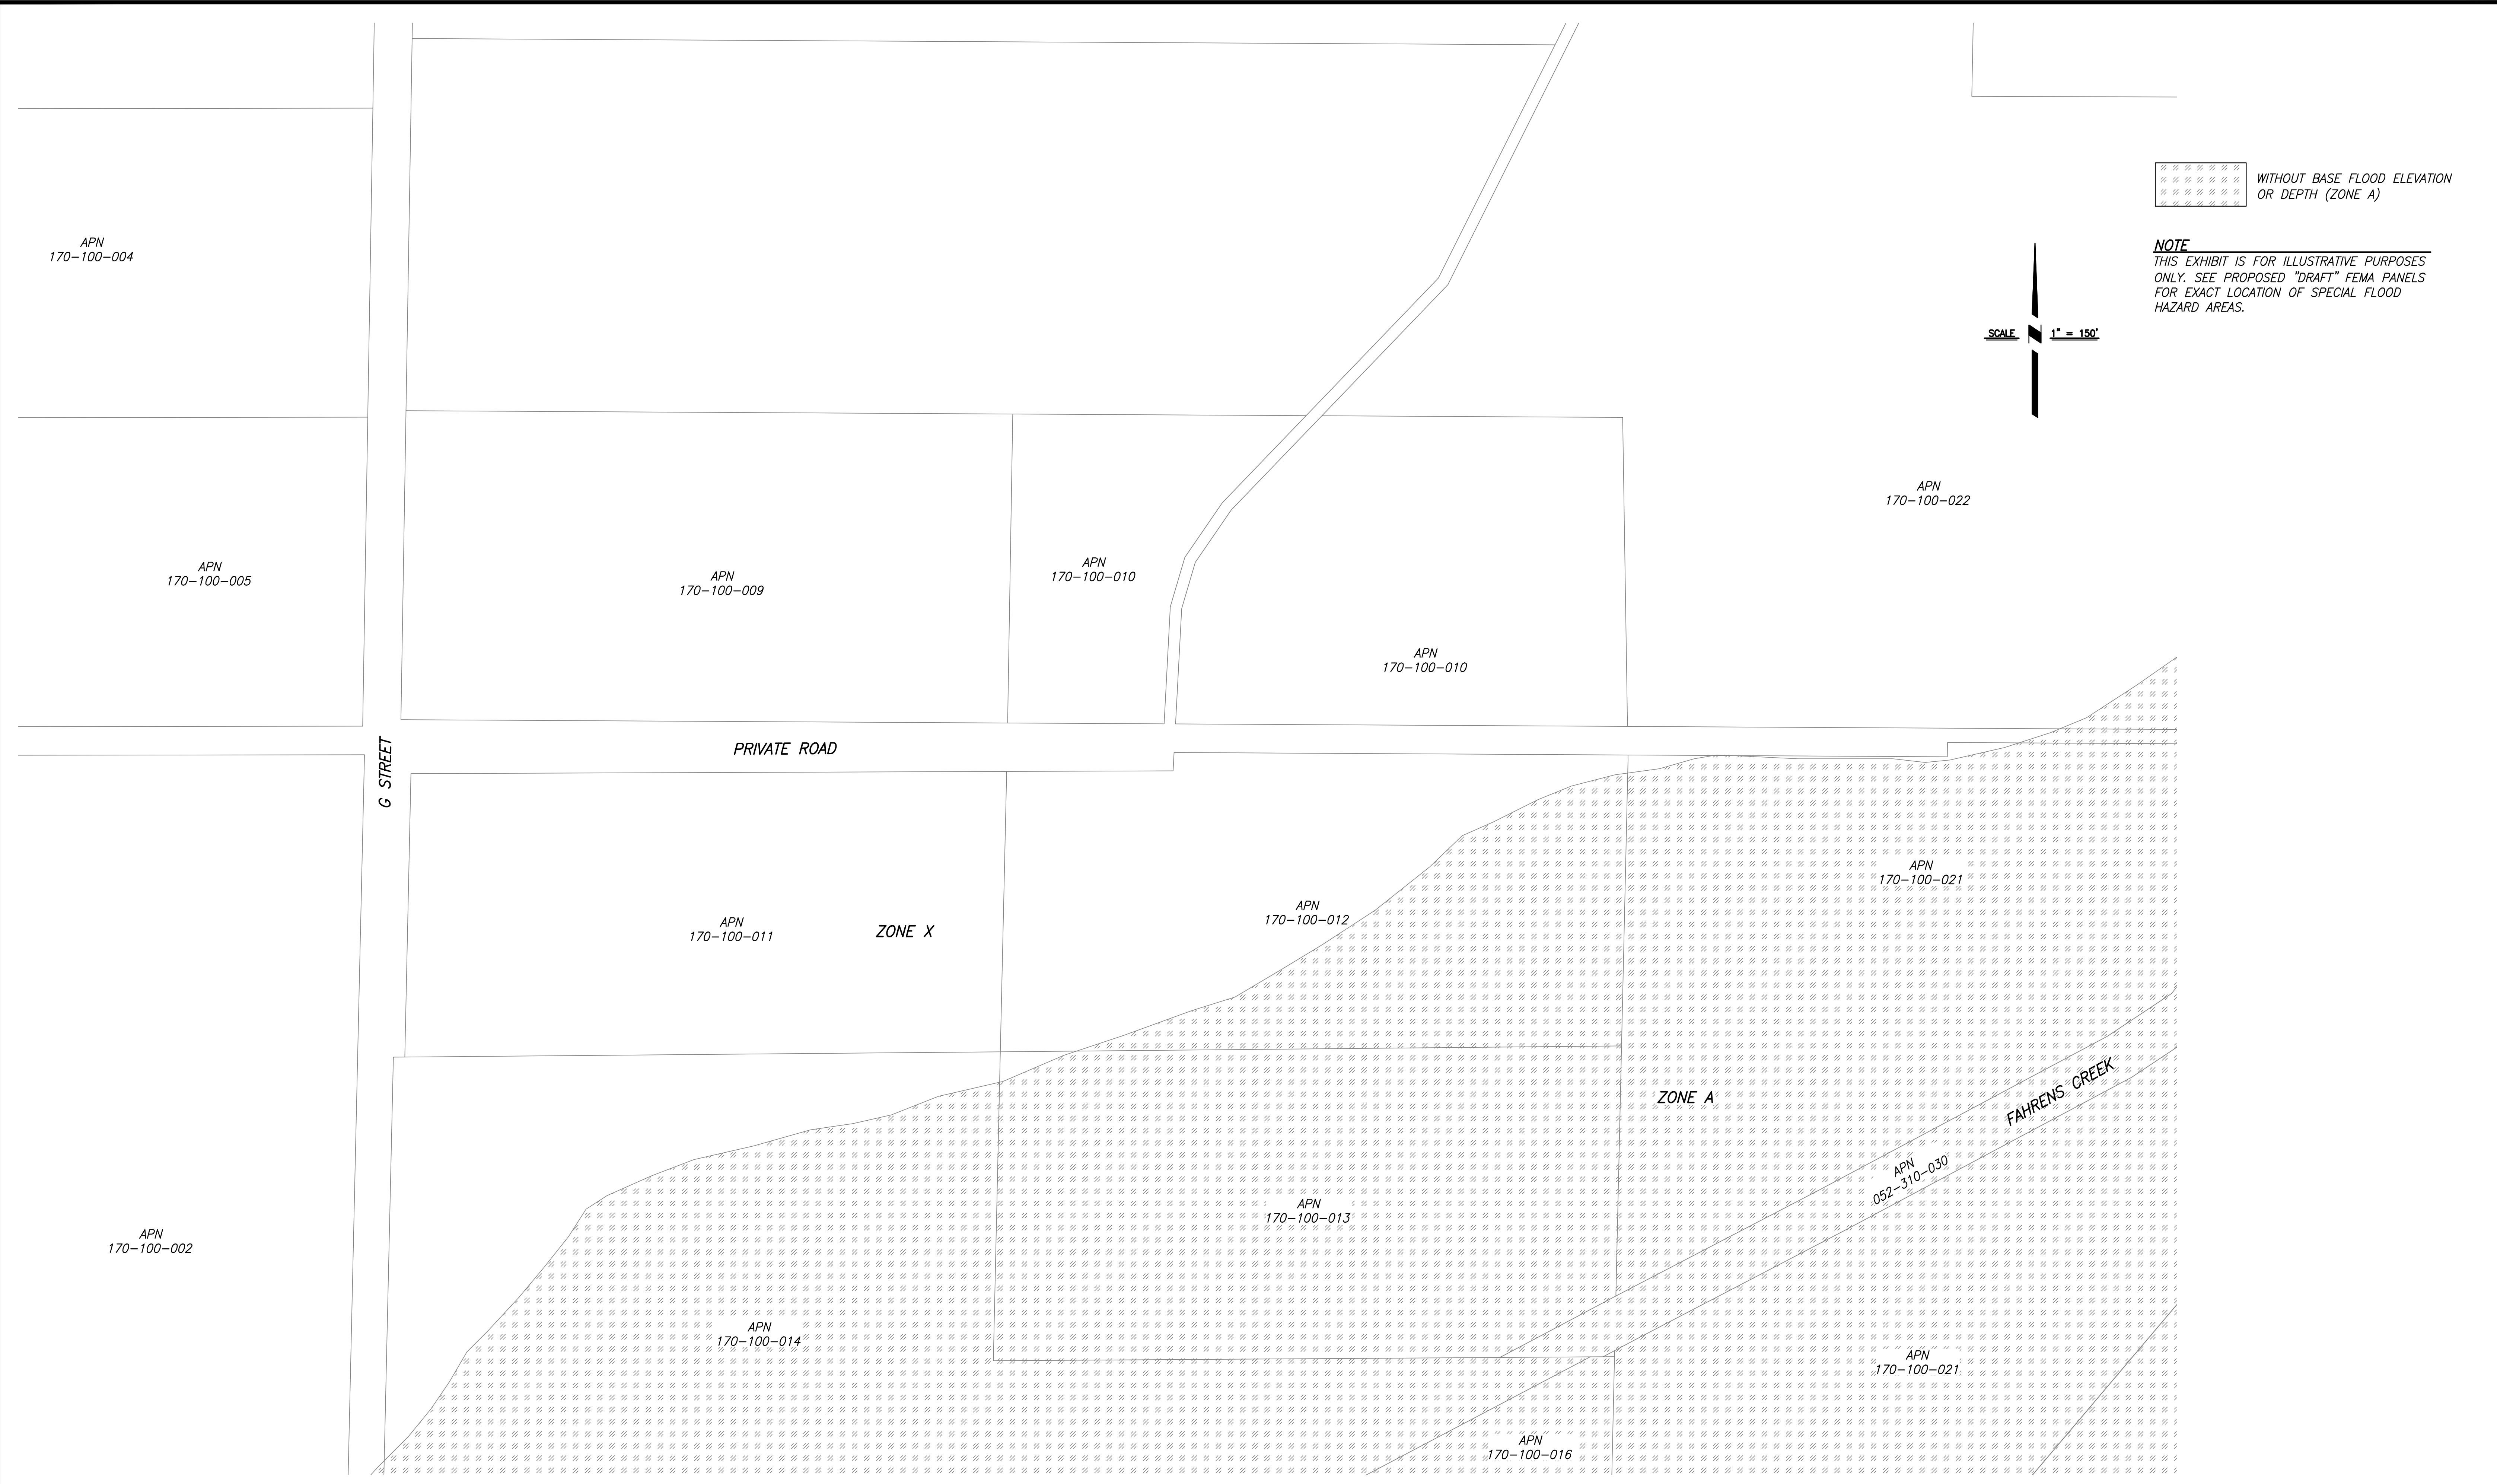 WITHOUT BASE FLOOD ELEVATION
OR DEPTH (ZONE A)
APN
170-100-004
NOTE
THIS EXHIBIT IS FOR ILLUSTRATIVE PURPOSES
ONLY. SEE PROPOSED "DRAFT" FEMA PANELS
FOR EXACT LOCATION OF SPECIAL FLOOD
HAZARD AREAS.
SCALE N 1" = 150'
APN
170-100-022
APN
170-100-005
APN
170-100-009
APN
170-100-010
APN
170-100-010
PRIVATE ROAD
G STREET
APN
170-100-021
APN
170-100-012
APN
170-100-011
ZONE X
ZONE A
FAHRENS CREEK
APN
052-310-030
APN
170-100-013
APN
170-100-002
APN
170-100-014
APN
170-100-021
APN
170-100-016